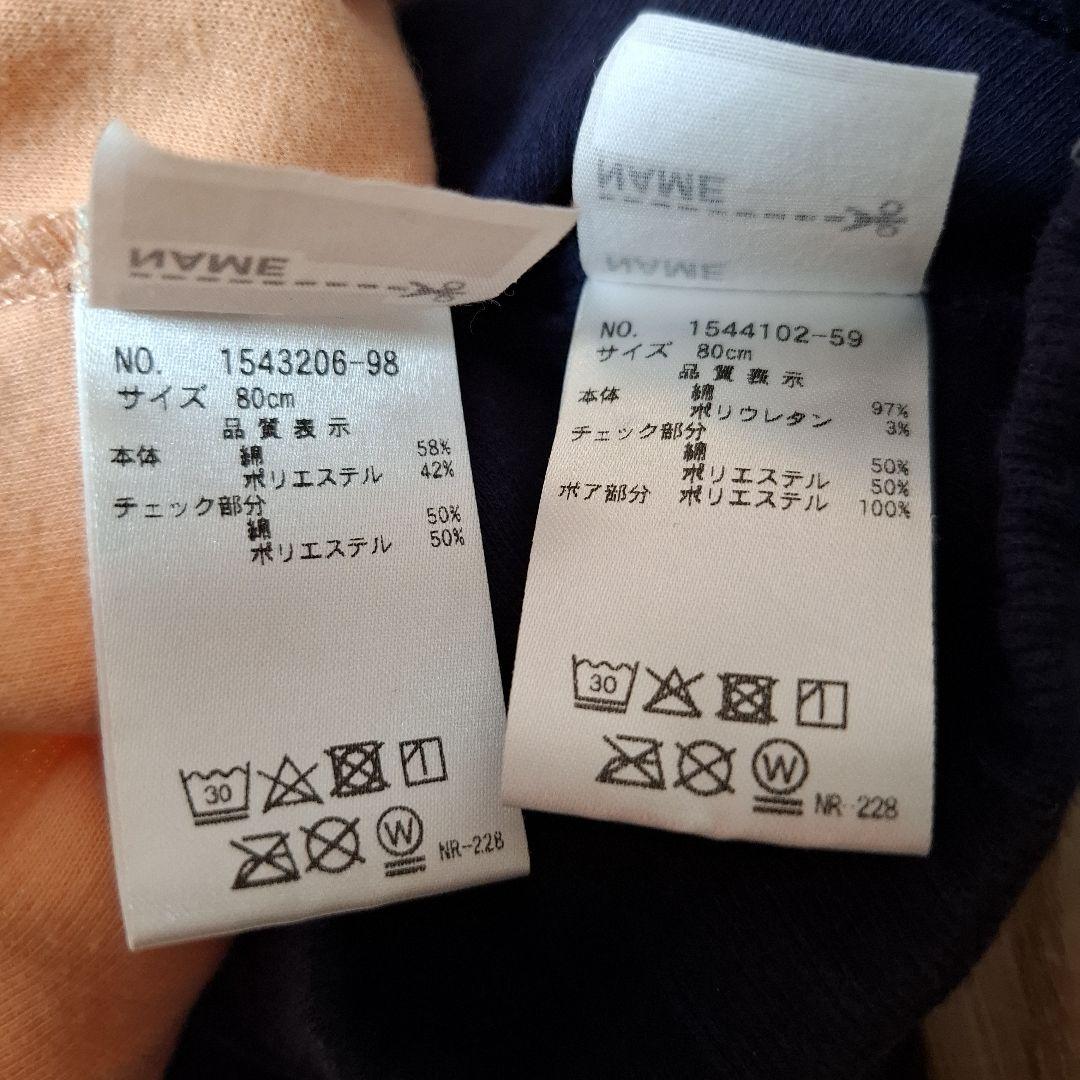 NAME
NO. 1543206-98
サイズ 80cm
品質表示
本体 綿 58%
ポリエステル 42%
チェック部分
綿 50%
ポリエステル 50%
30
W
NR-228
NAME
NAME
NO. 1544102-59
サイズ 80cm
品質表示
本体 綿 97%
ポリウレタン 3%
チェック部分
綿 50%
ポリエステル 50%
ボア部分 ポリエステル 100%
30
W
NR-228